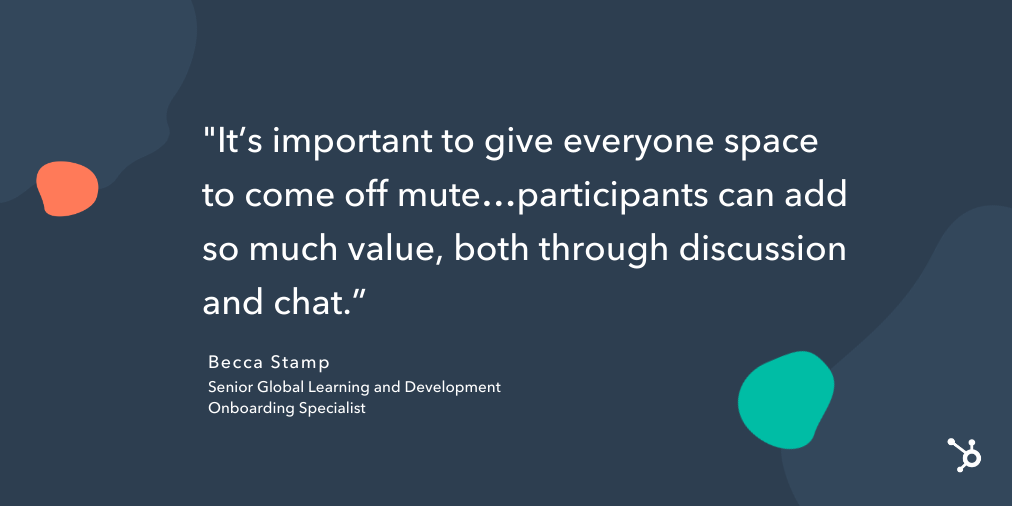 "It’s important to give everyone space
to come off mute...participants can add
so much value, both through discussion
and chat.”
Becca Stamp
Senior Global Learning and Development
Onboarding Specialist